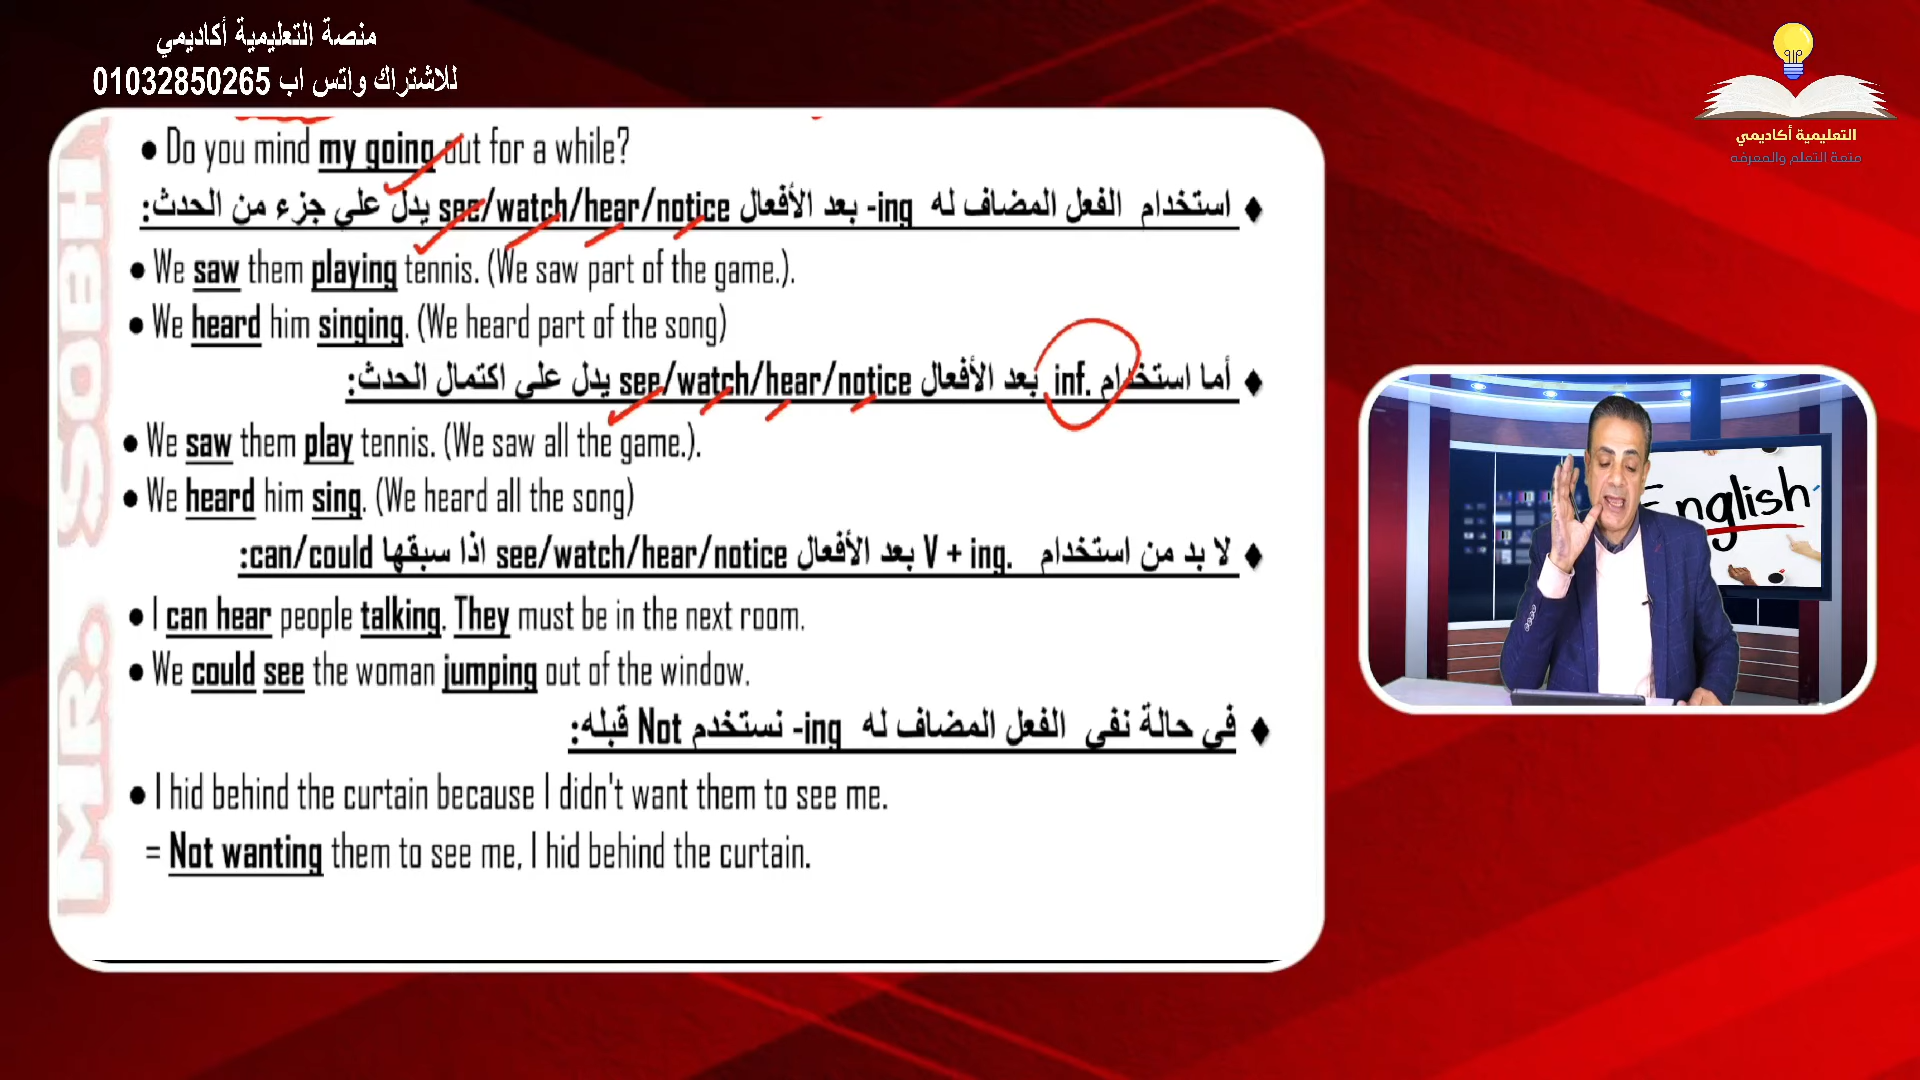 منصة التعليمية أكاديمي
للاشتراك واتس اب 01032850265
التعليمية أكاديمي
متعة التعلم والمعرفه
MR. SOBH
• Do you mind my going out for a while?
♦ استخدام الفعل المضاف له ing- بعد الأفعال see/watch/hear/notice يدل على جزء من الحدث:
• We saw them playing tennis. (We saw part of the game.).
• We heard him singing. (We heard part of the song)
♦ أما استخدام inf. بعد الأفعال see/watch/hear/notice يدل على اكتمال الحدث:
• We saw them play tennis. (We saw all the game.).
• We heard him sing. (We heard all the song)
♦ لا بد من استخدام V + ing. بعد الأفعال see/watch/hear/notice اذا سبقها can/could:
• I can hear people talking. They must be in the next room.
• We could see the woman jumping out of the window.
♦ في حالة نفي الفعل المضاف له ing- نستخدم Not قبله:
• I hid behind the curtain because I didn't want them to see me.
= Not wanting them to see me, I hid behind the curtain.
English